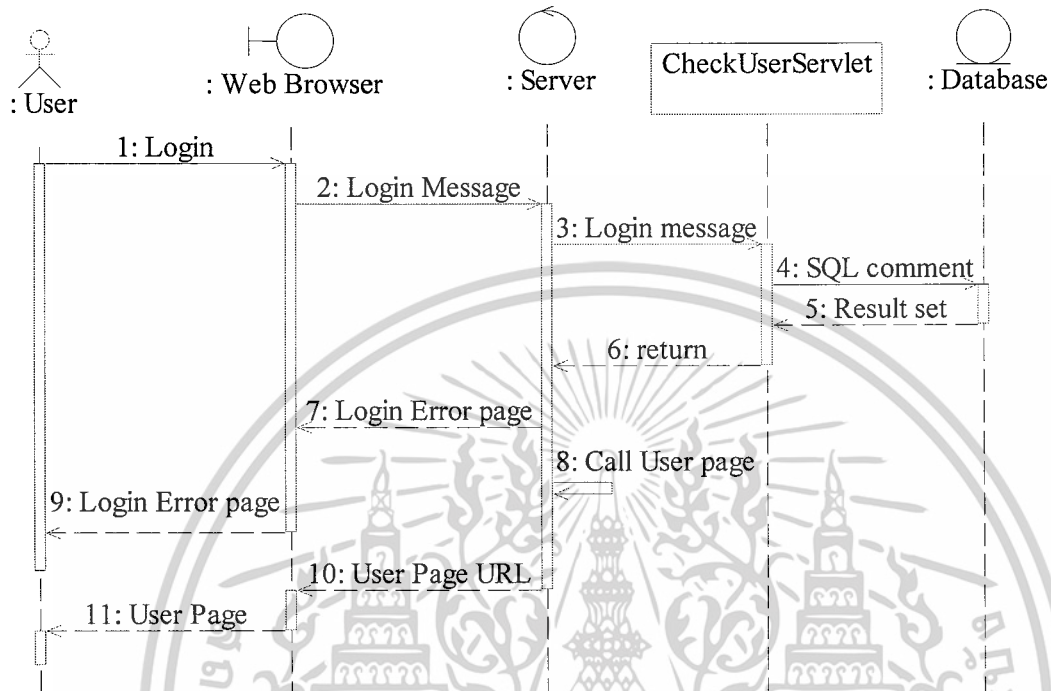 : User
: Web Browser
: Server
CheckUserServlet
: Database
1: Login
2: Login Message
3: Login message
4: SQL comment
5: Result set
6: return
7: Login Error page
8: Call User page
9: Login Error page
10: User Page URL
11: User Page